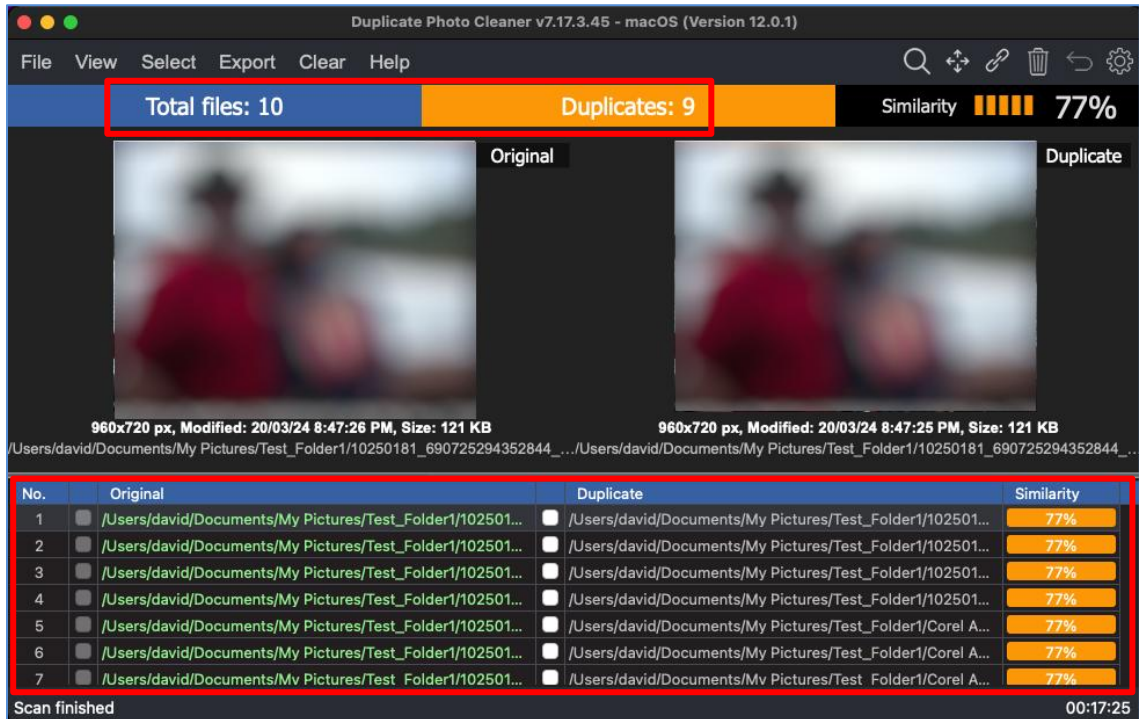 Duplicate Photo Cleaner v7.17.3.45 - macOS (Version 12.0.1)
File View Select Export Clear Help
Total files: 10 Duplicates: 9 Similarity 77%
Original Duplicate
960x720 px, Modified: 20/03/24 8:47:26 PM, Size: 121 KB 960x720 px, Modified: 20/03/24 8:47:25 PM, Size: 121 KB
/Users/david/Documents/My Pictures/Test_Folder1/10250181_690725294352844_... /Users/david/Documents/My Pictures/Test_Folder1/10250181_690725294352844_...
No. Original Duplicate Similarity
1 /Users/david/Documents/My Pictures/Test_Folder1/102501... /Users/david/Documents/My Pictures/Test_Folder1/102501... 77%
2 /Users/david/Documents/My Pictures/Test_Folder1/102501... /Users/david/Documents/My Pictures/Test_Folder1/102501... 77%
3 /Users/david/Documents/My Pictures/Test_Folder1/102501... /Users/david/Documents/My Pictures/Test_Folder1/102501... 77%
4 /Users/david/Documents/My Pictures/Test_Folder1/102501... /Users/david/Documents/My Pictures/Test_Folder1/102501... 77%
5 /Users/david/Documents/My Pictures/Test_Folder1/102501... /Users/david/Documents/My Pictures/Test_Folder1/Corel A... 77%
6 /Users/david/Documents/My Pictures/Test_Folder1/102501... /Users/david/Documents/My Pictures/Test_Folder1/Corel A... 77%
7 /Users/david/Documents/My Pictures/Test_Folder1/102501... /Users/david/Documents/My Pictures/Test_Folder1/Corel A... 77%
Scan finished 00:17:25